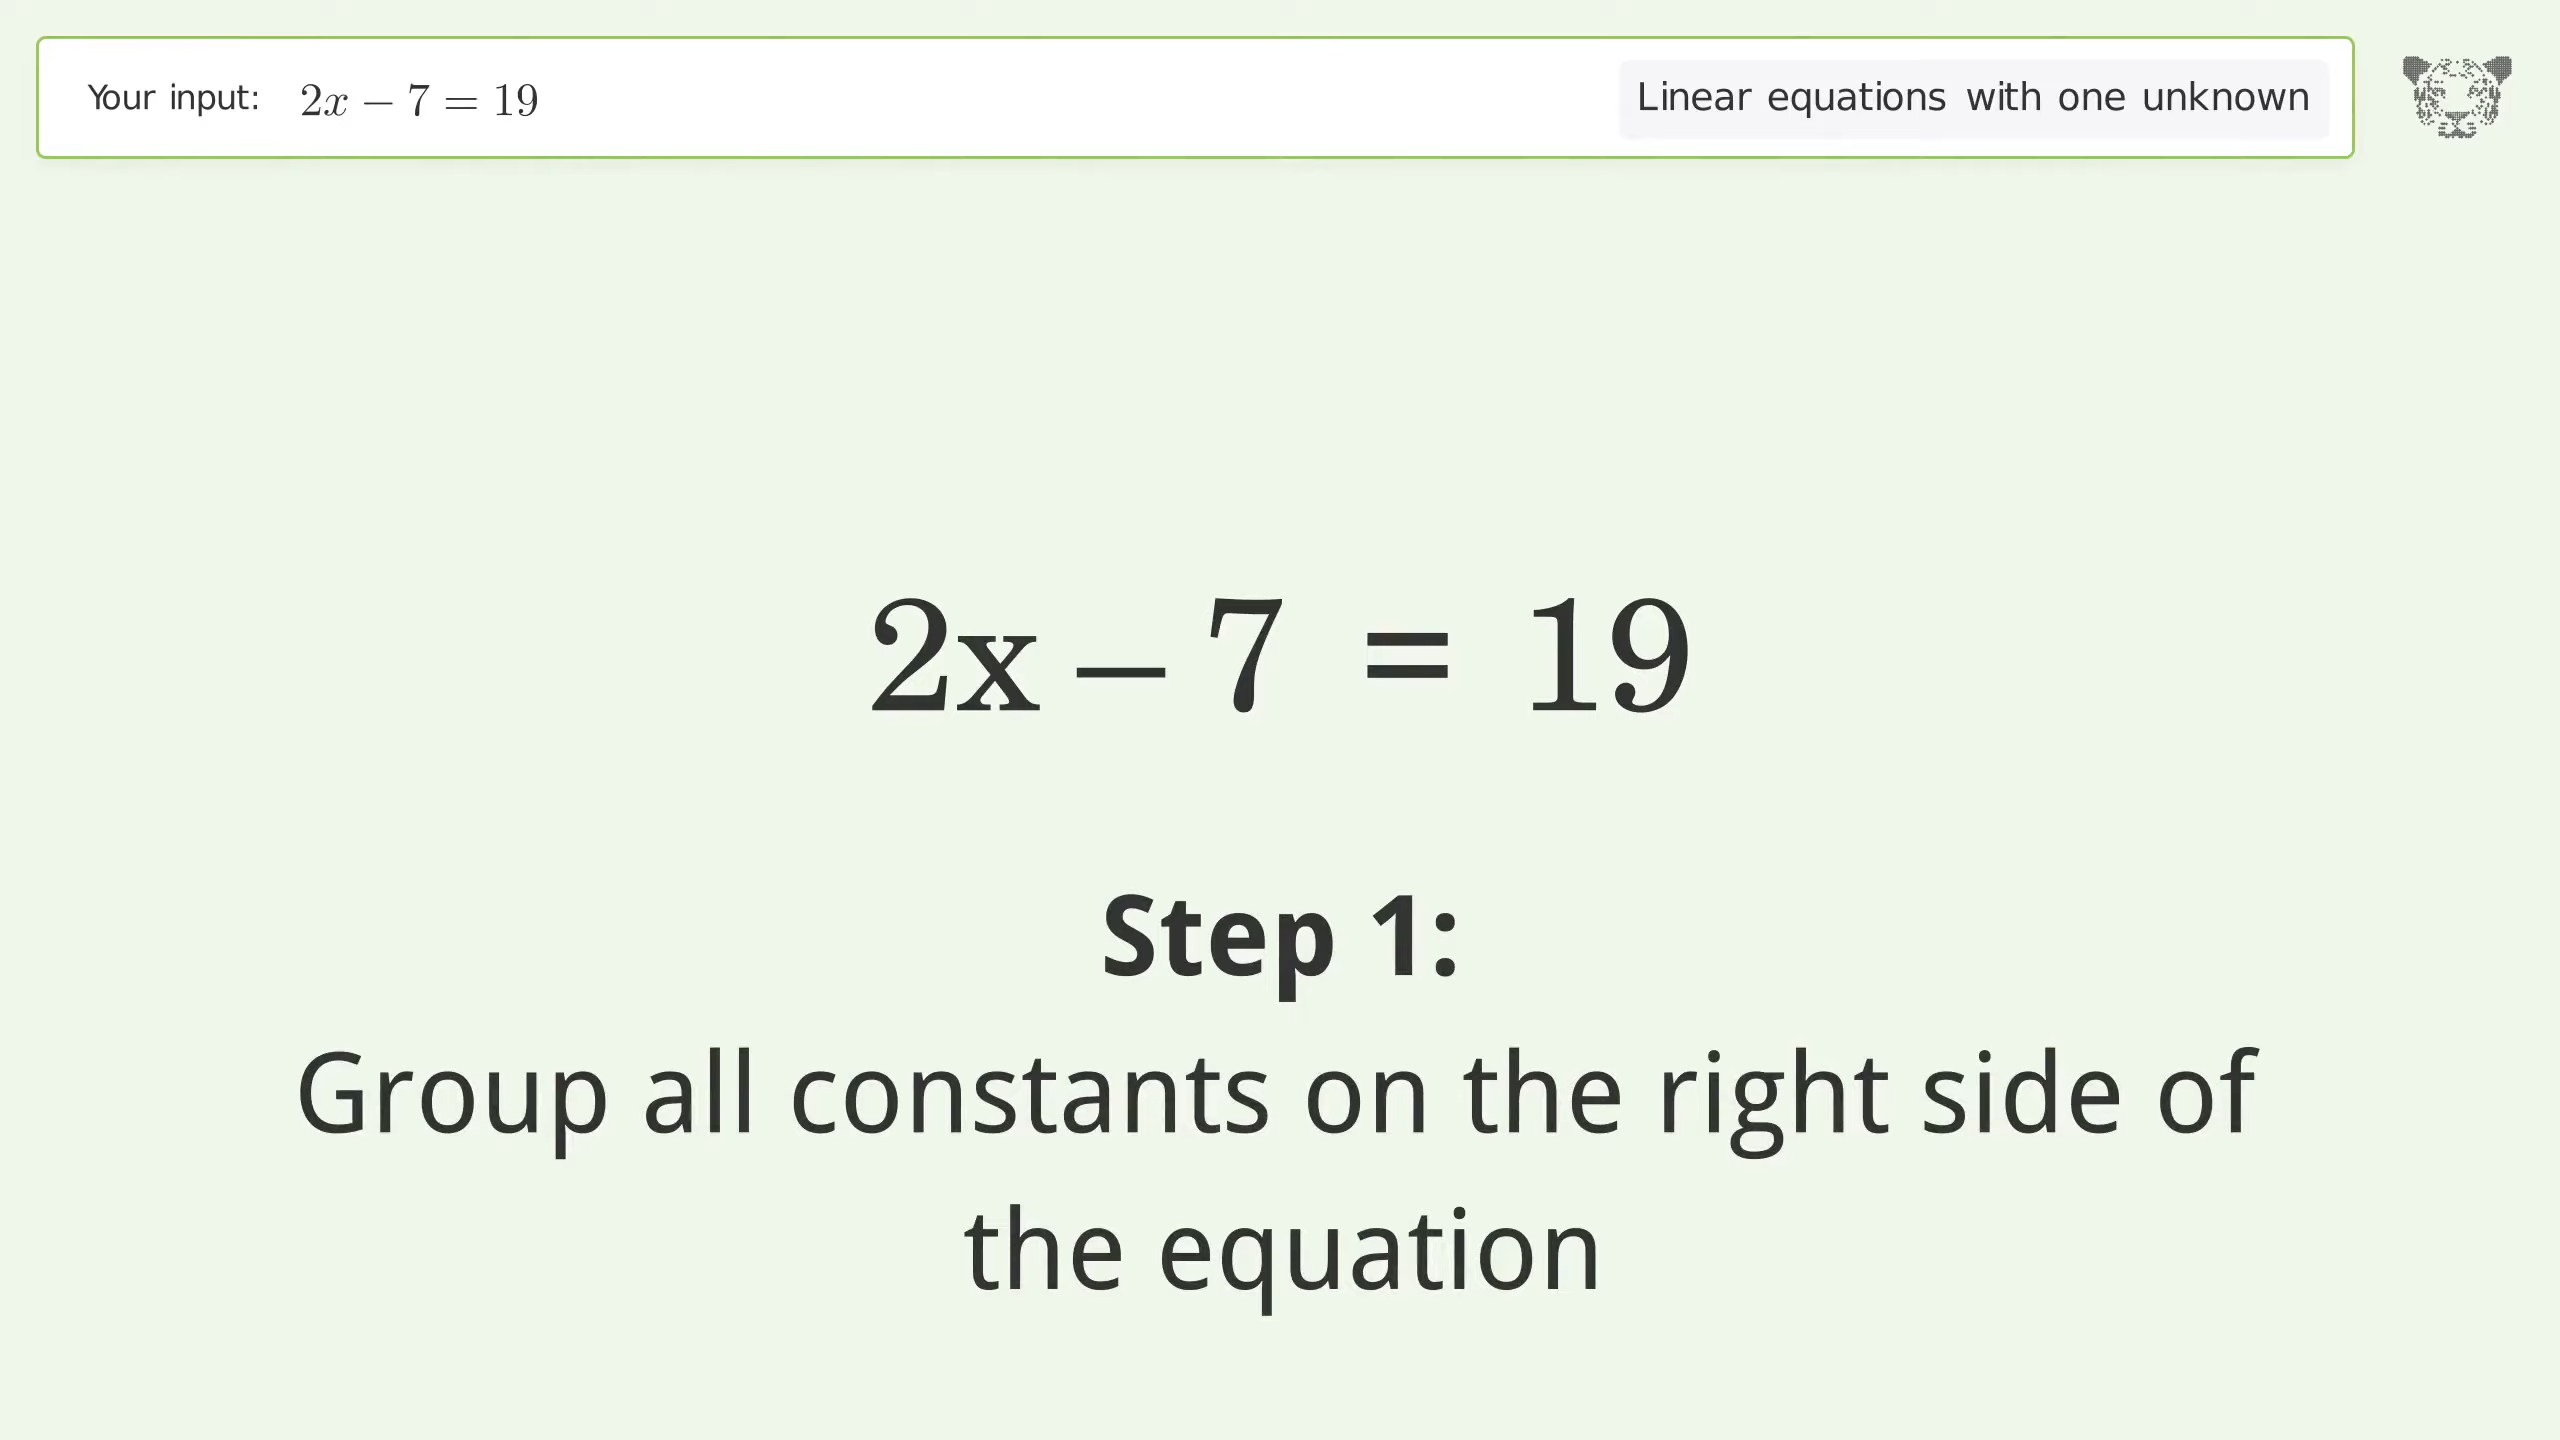 Your input: 2x − 7 = 19
Linear equations with one unknown
2x − 7 = 19
Step 1:
Group all constants on the right side of
the equation